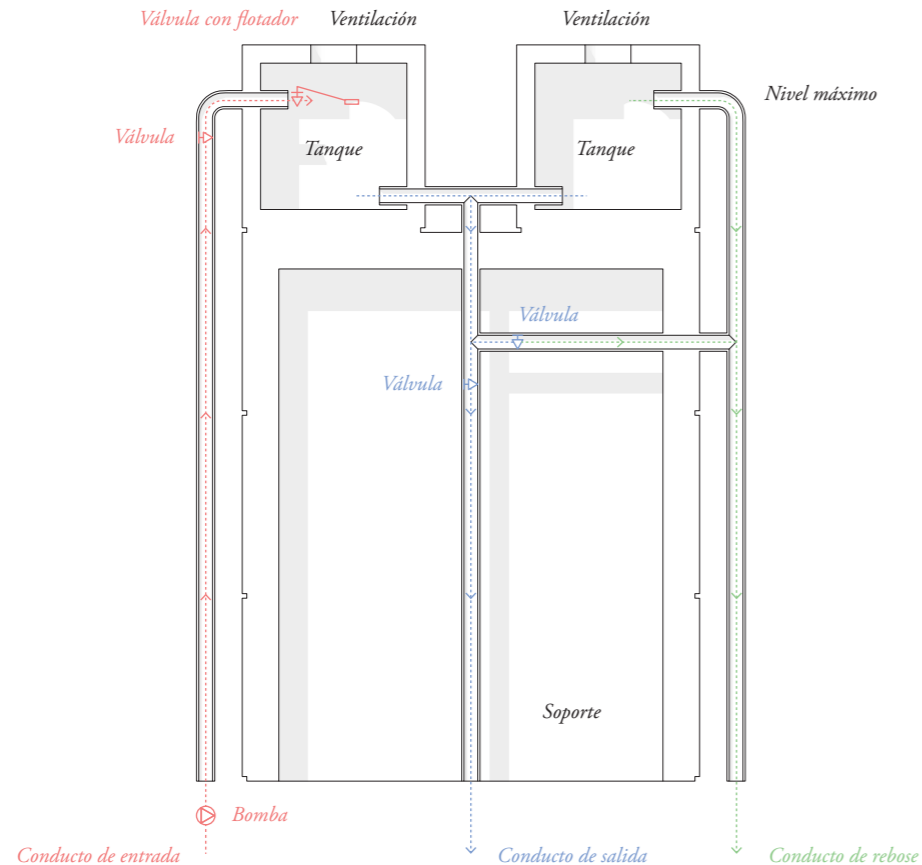 Válvula con flotador
Ventilación
Ventilación
Nivel máximo
Válvula
Tanque
Tanque
Válvula
Válvula
Soporte
Bomba
Conducto de entrada
Conducto de salida
Conducto de rebose